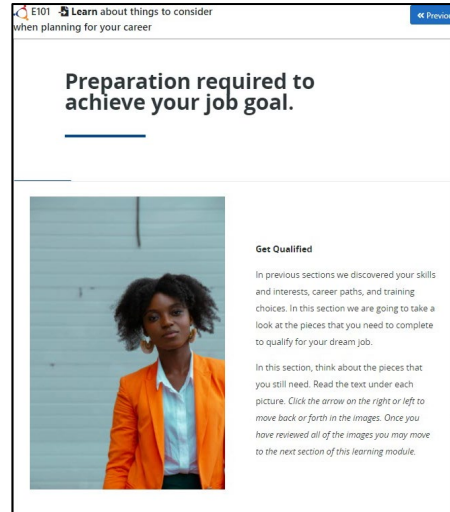 E101 Learn about things to consider
when planning for your career
« Previou
Preparation required to
achieve your job goal.
Get Qualified
In previous sections we discovered your skills
and interests, career paths, and training
choices. In this section we are going to take a
look at the pieces that you need to complete
to qualify for your dream job.
In this section, think about the pieces that
you still need. Read the text under each
picture. Click the arrow on the right or left to
move back or forth in the images. Once you
have reviewed all of the images you may move
to the next section of this learning module.